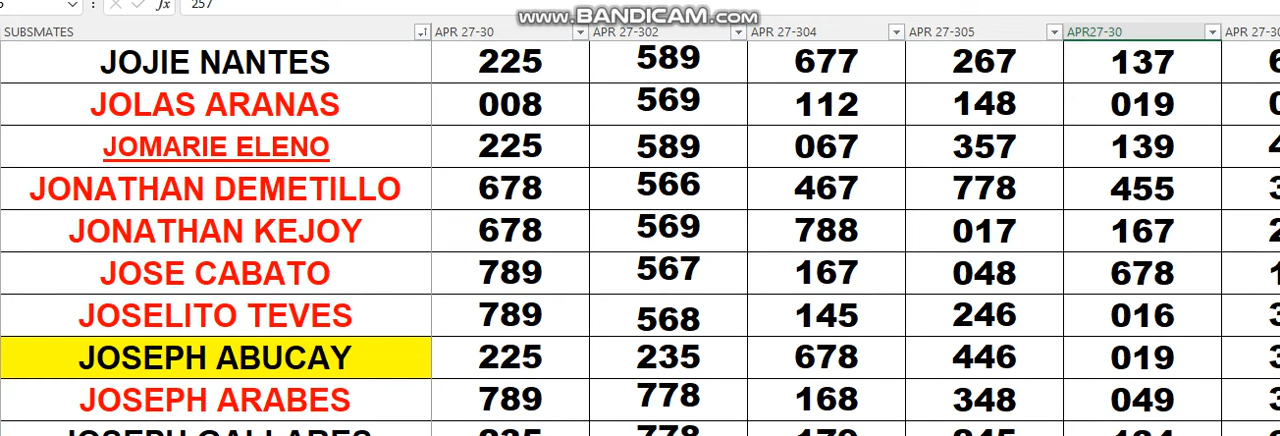 257
www.BANDICAM.com
SUBSMATES APR 27-30 APR 27-302 APR 27-304 APR 27-305 APR27-30 APR 27-30
JOJIE NANTES 225 589 677 267 137
JOLAS ARANAS 008 569 112 148 019
JOMARIE ELENO 225 589 067 357 139
JONATHAN DEMETILLO 678 566 467 778 455
JONATHAN KEJOY 678 569 788 017 167
JOSE CABATO 789 567 167 048 678
JOSELITO TEVES 789 568 145 246 016
JOSEPH ABUCAY 225 235 678 446 019
JOSEPH ARABES 789 778 168 348 049
JOSEPH 778